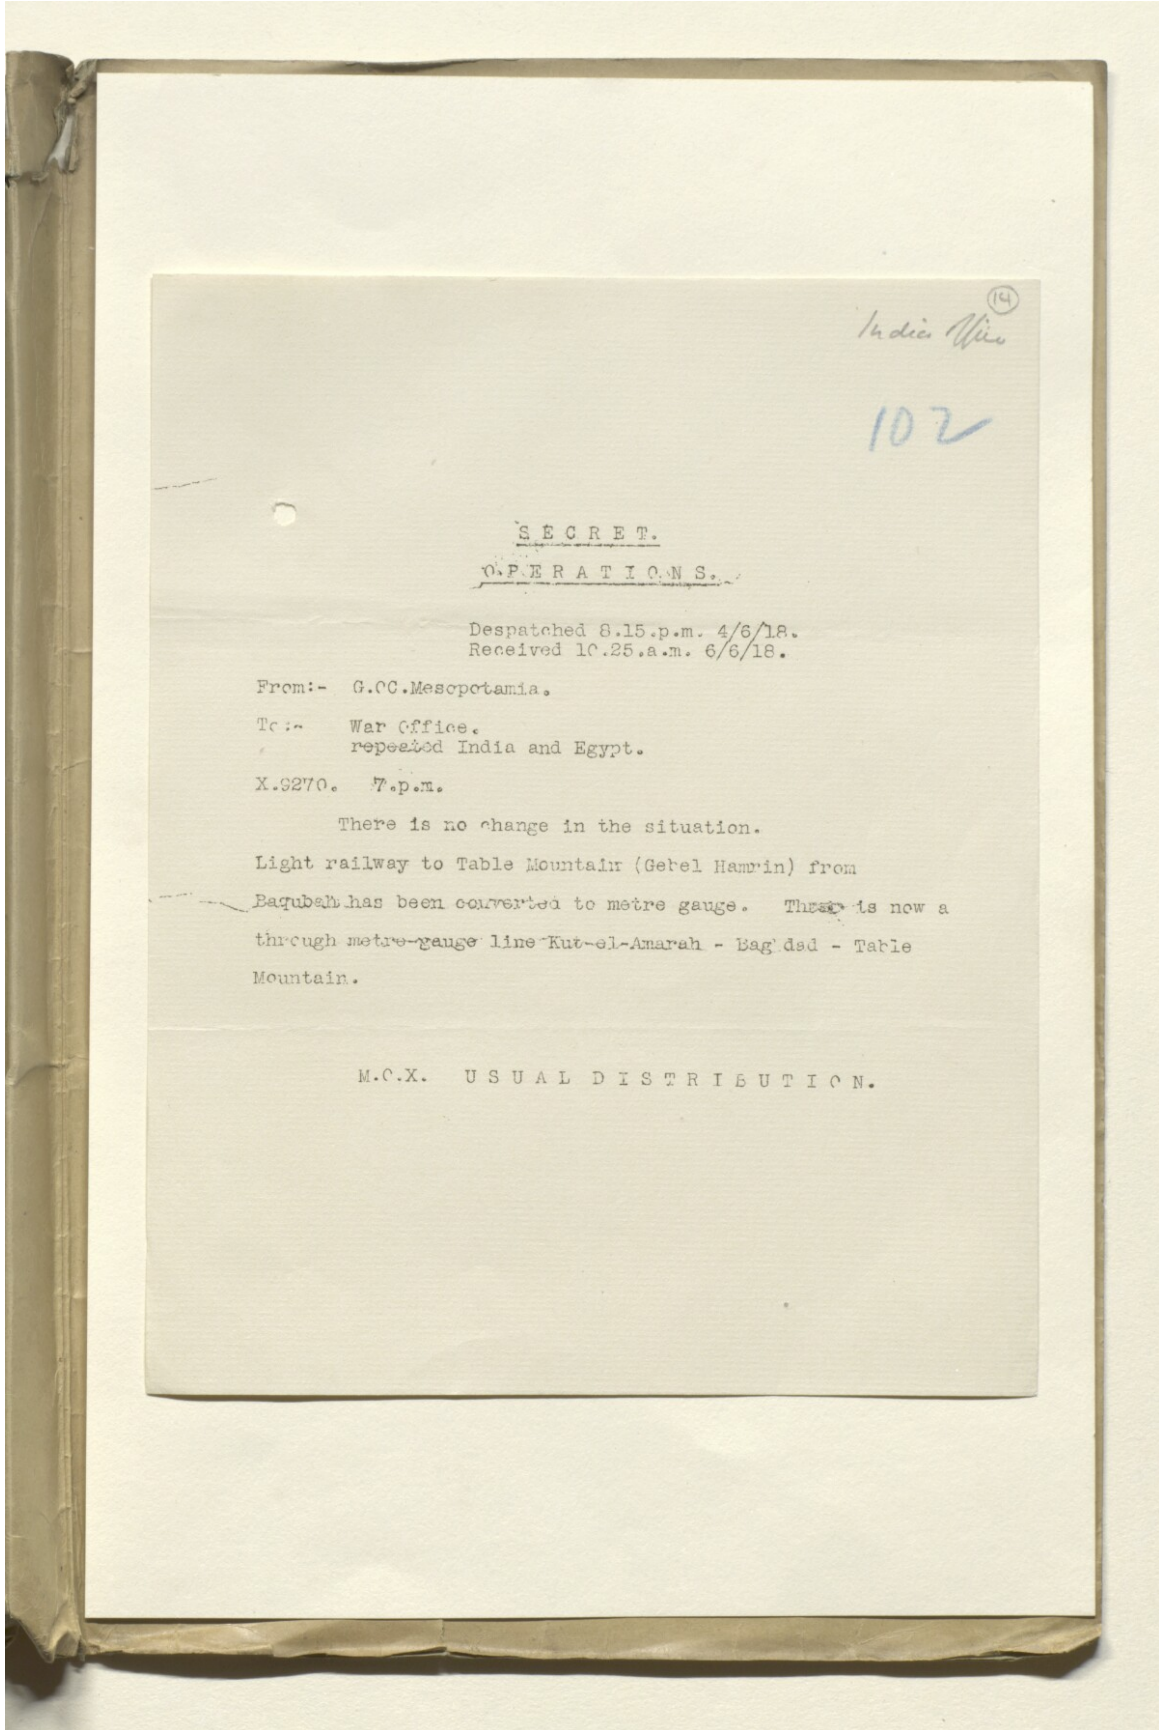 14
India Office
102
SECRET.
OPERATIONS.
Despatched 8.15.p.m. 4/6/18.
Received 10.25.a.m. 6/6/18.
From:- G.OC.Mesopotamia.
To:- War Office.
repeated India and Egypt.
X.9270. 7.p.m.
There is no change in the situation.
Light railway to Table Mountain (Gebel Hamrin) from
Baqubah has been converted to metre gauge. There is now a
through metre-gauge line Kut-el-Amarah - Bagdad - Table
Mountain.
M.O.X. USUAL DISTRIBUTION.